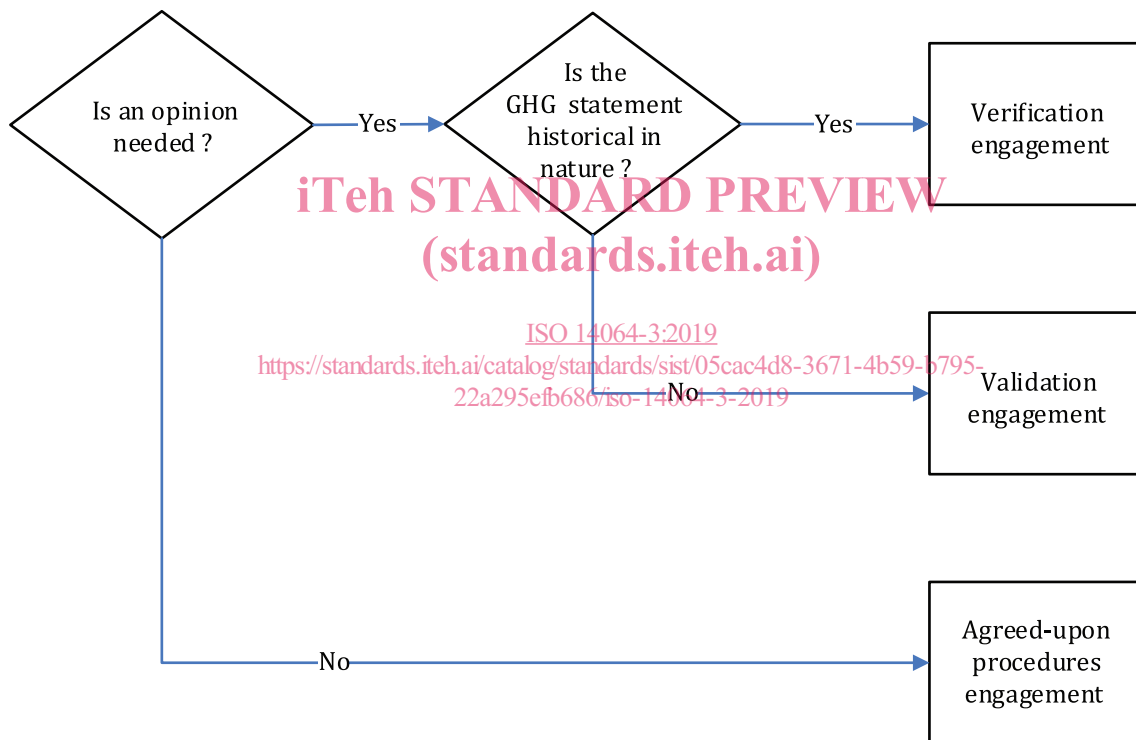 Is an opinion
needed ?
Yes
Is the
GHG statement
historical in
nature ?
Yes
Verification
engagement
iTeh STANDARD PREVIEW
(standards.iteh.ai)
ISO 14064-3:2019
https://standards.iteh.ai/catalog/standards/sist/05cac4d8-3671-4b59-b795-
22a295efb686/iso-14064-3-2019
No
Validation
engagement
No
Agreed-upon
procedures
engagement